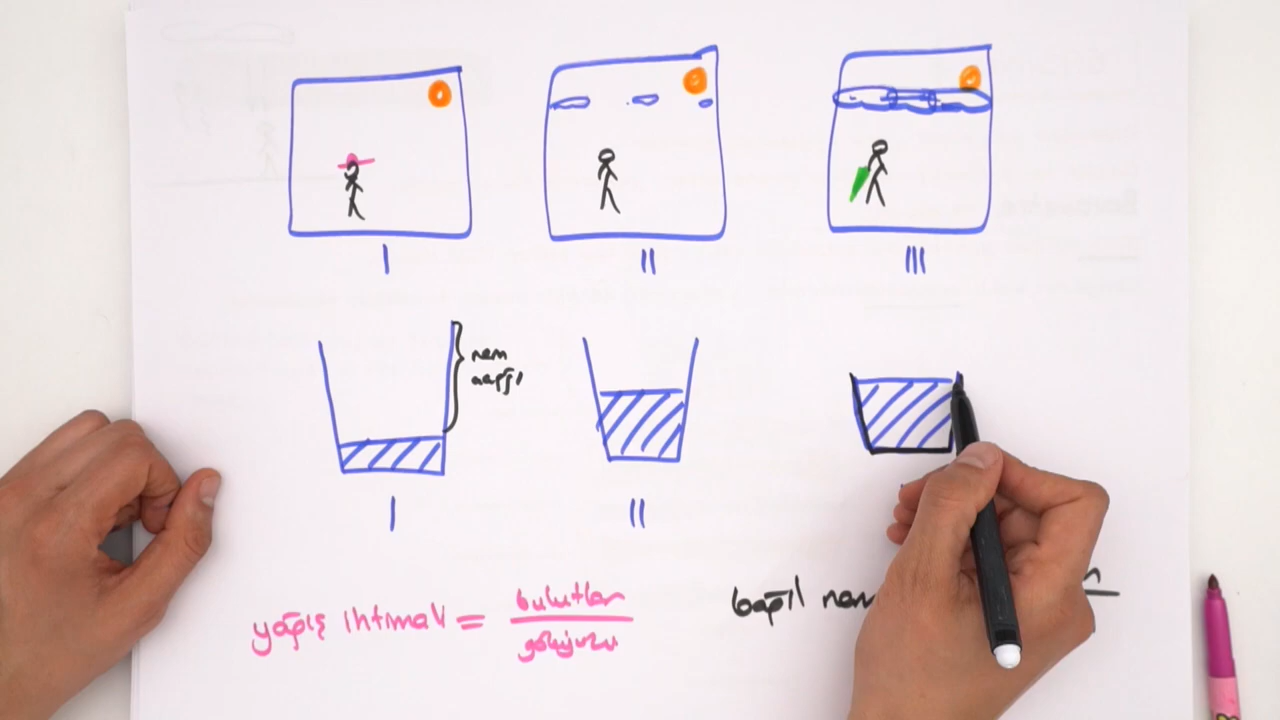 I II III
nem
açığı
I II
yağış ihtimali = bulutlar
gökyüzü
bağıl nem